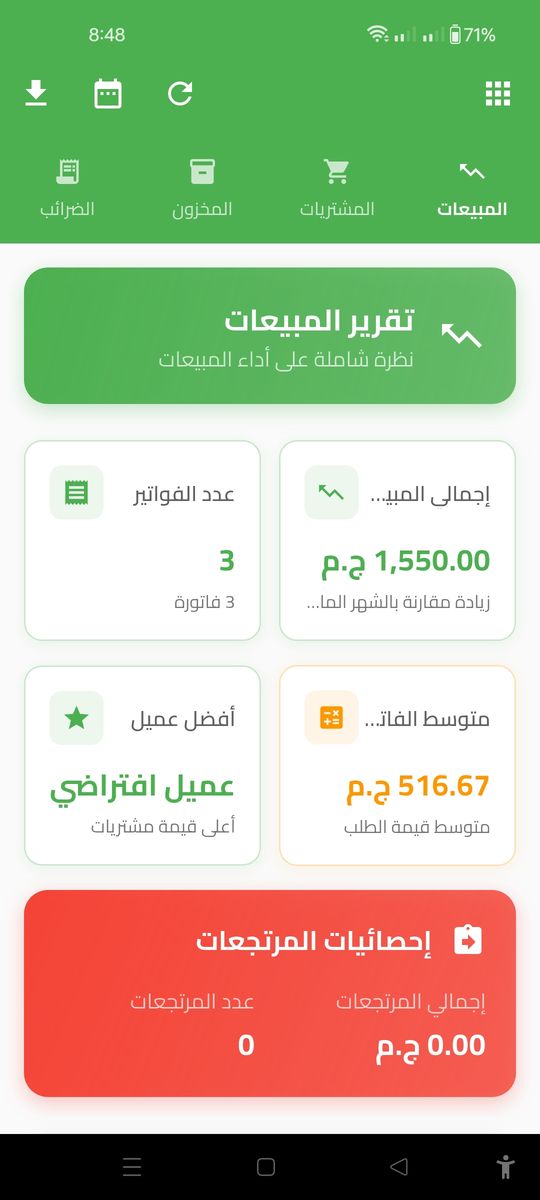 8:48
71%
المبيعات
المشتريات
المخزون
الضرائب
تقرير المبيعات
نظرة شاملة على أداء المبيعات
إجمالي المبيـ...
1,550.00 ج.م
زيادة مقارنة بالشهر الما...
عدد الفواتير
3
3 فاتورة
متوسط الفاتـ...
516.67 ج.م
متوسط قيمة الطلب
أفضل عميل
عميل افتراضي
أعلى قيمة مشتريات
إحصائيات المرتجعات
إجمالي المرتجعات
0.00 ج.م
عدد المرتجعات
0